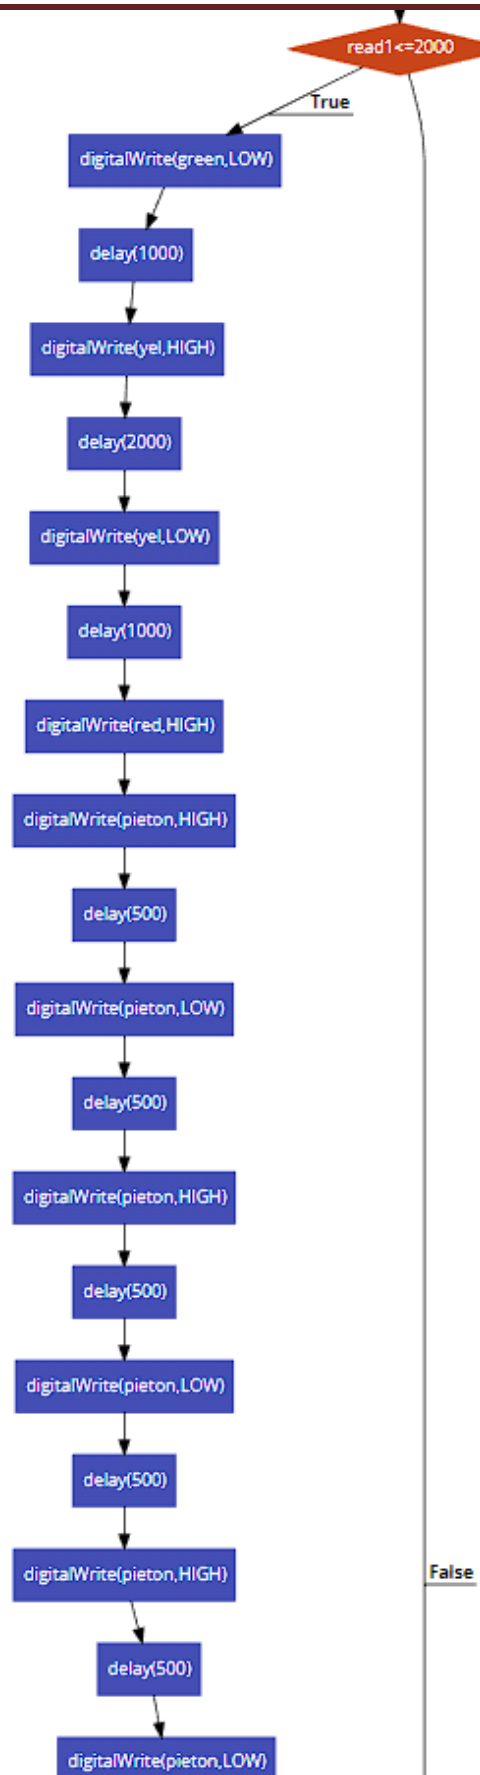 read1<=2000
True
digitalWrite(green,LOW)
delay(1000)
digitalWrite(yel,HIGH)
delay(2000)
digitalWrite(yel,LOW)
delay(1000)
digitalWrite(red,HIGH)
digitalWrite(pieton,HIGH)
delay(500)
digitalWrite(pieton,LOW)
delay(500)
digitalWrite(pieton,HIGH)
delay(500)
digitalWrite(pieton,LOW)
delay(500)
digitalWrite(pieton,HIGH)
False
delay(500)
digitalWrite(pieton,LOW)